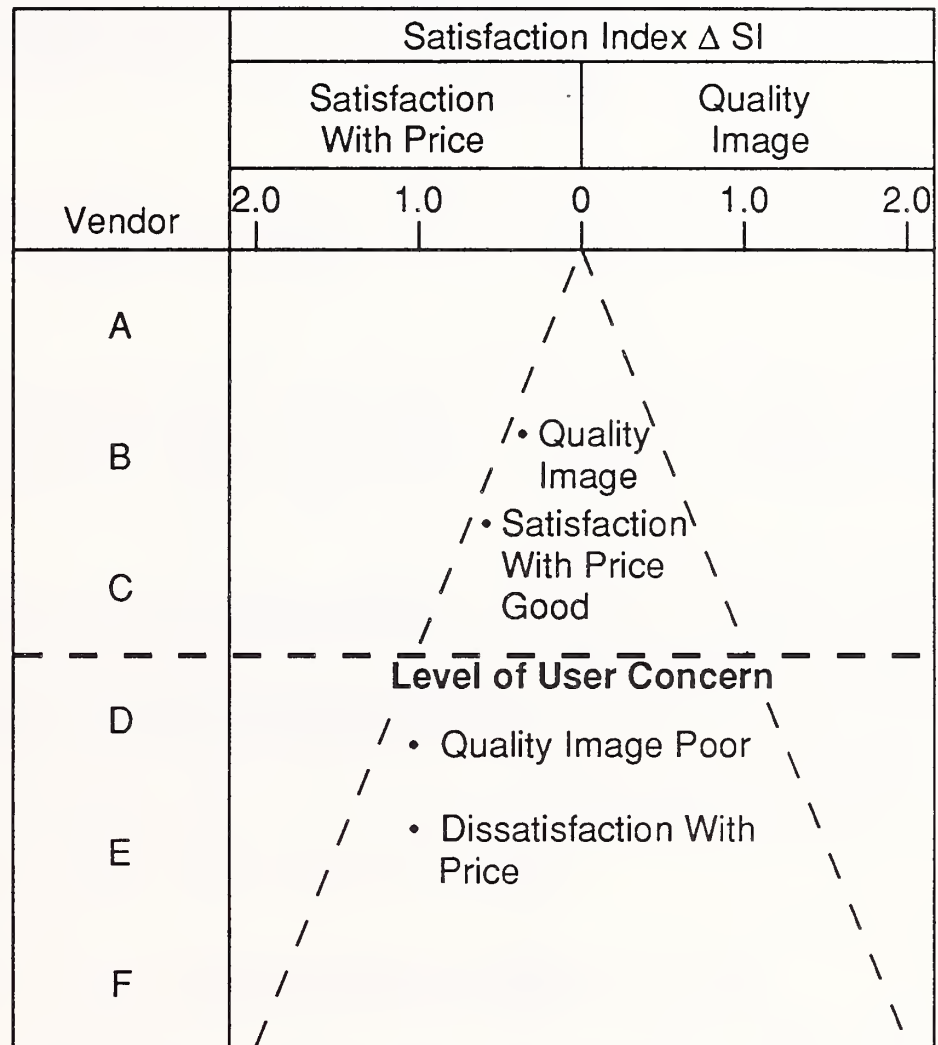 Satisfaction Index Δ SI
Satisfaction
With Price
Quality
Image
Vendor
2.0 1.0 0 1.0 2.0
A
B
• Quality
Image
• Satisfaction
With Price
Good
C
Level of User Concern
D
• Quality Image Poor
E
• Dissatisfaction With
Price
F